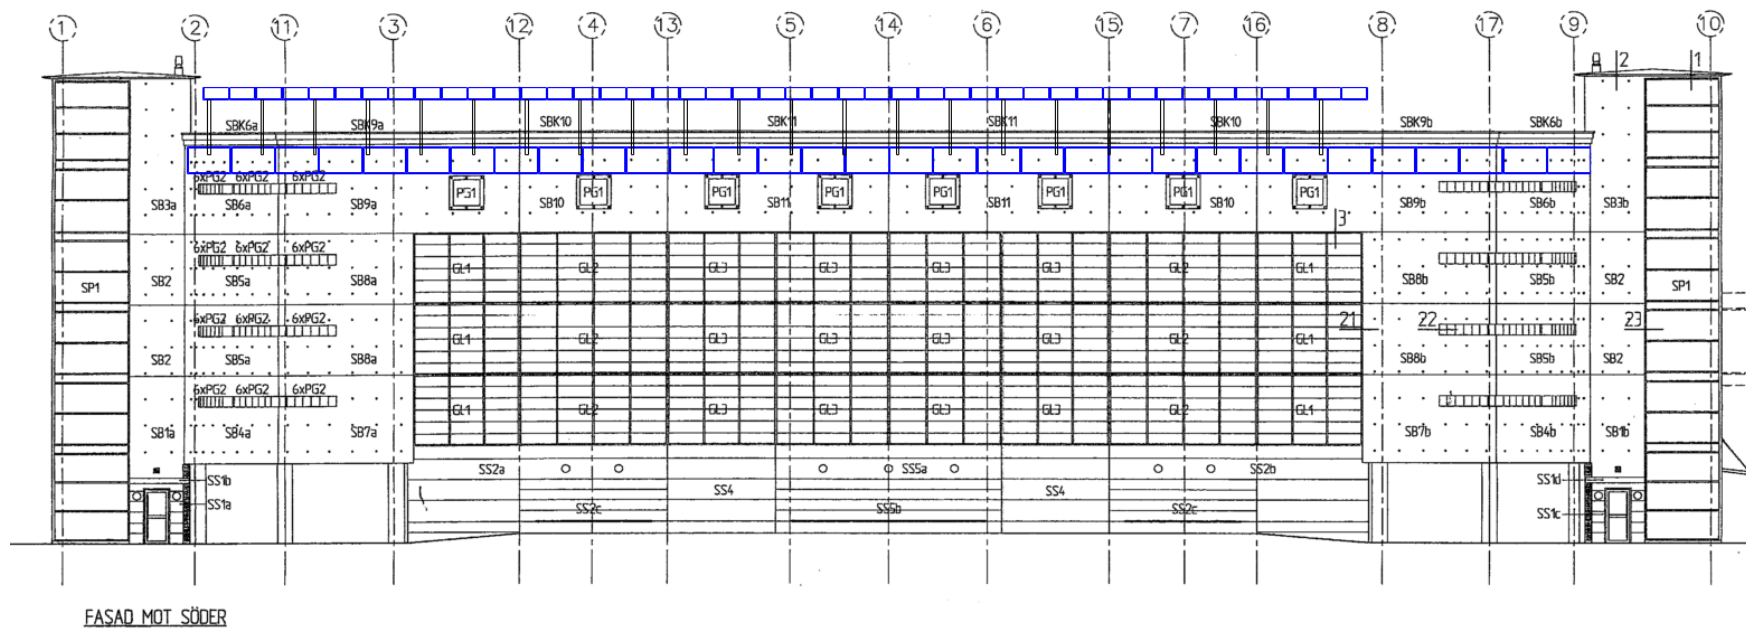 1 2 11 3 12 4 13 5 14 6 15 7 16 8 17 9 10
2 1
SBK6a SBK9a SBK10 SBK11 SBK11 SBK10 SBK9b SBK6b
6xPG2 6xPG2 6xPG2
PG1 PG1 PG1 PG1 PG1 PG1 PG1 PG1
SB3a SB6a SB9a SB10 SB11 SB11 SB10 SB9b SB6b SB3b
3
6xPG2 6xPG2 6xPG2
GL1 GL2 GL3 GL3 GL3 GL3 GL2 GL1
SP1 SB2 SB5a SB8a SB8b SB5b SB2 SP1
6xPG2 6xPG2 6xPG2 21 22 23
GL1 GL2 GL3 GL3 GL3 GL3 GL2 GL1
SB2 SB5a SB8a SB8b SB5b SB2
6xPG2 6xPG2 6xPG2
GL1 GL2 GL3 GL3 GL3 GL3 GL2 GL1
SB1a SB4a SB7a SB7b SB4b SB1b
SS2a SS5a SS2b
SS1b SS4 SS4 SS1d
SS1a SS2c SS5b SS2c SS1c
FASAD MOT SÖDER